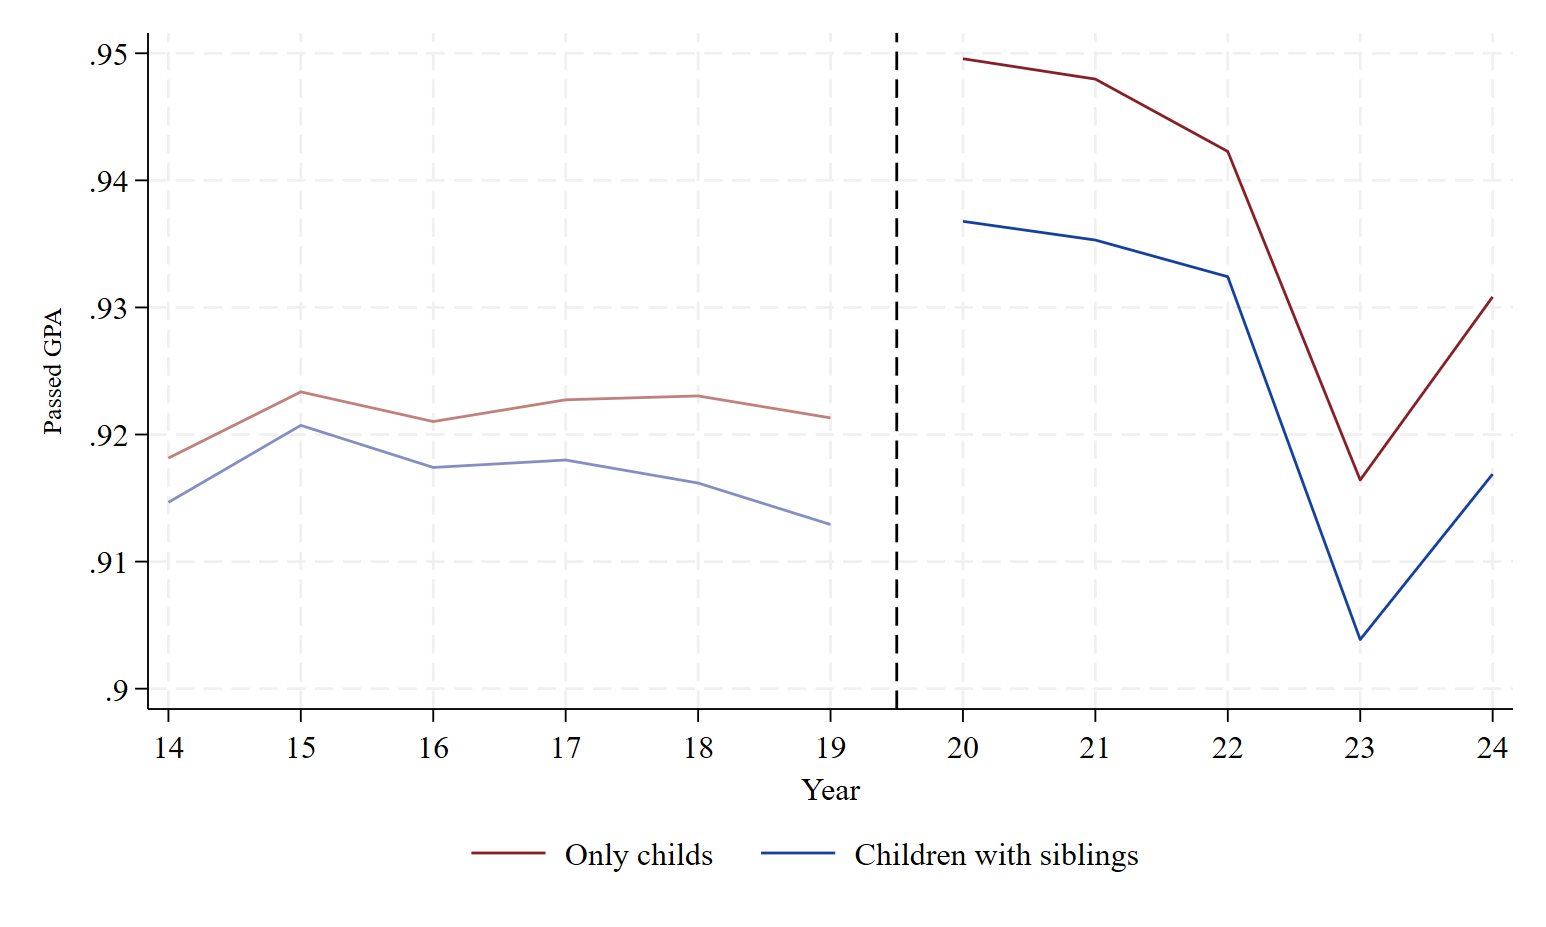 .95
.94
.93
.92
.91
.9
Passed GPA
14 15 16 17 18 19 20 21 22 23 24
Year
Only childs Children with siblings